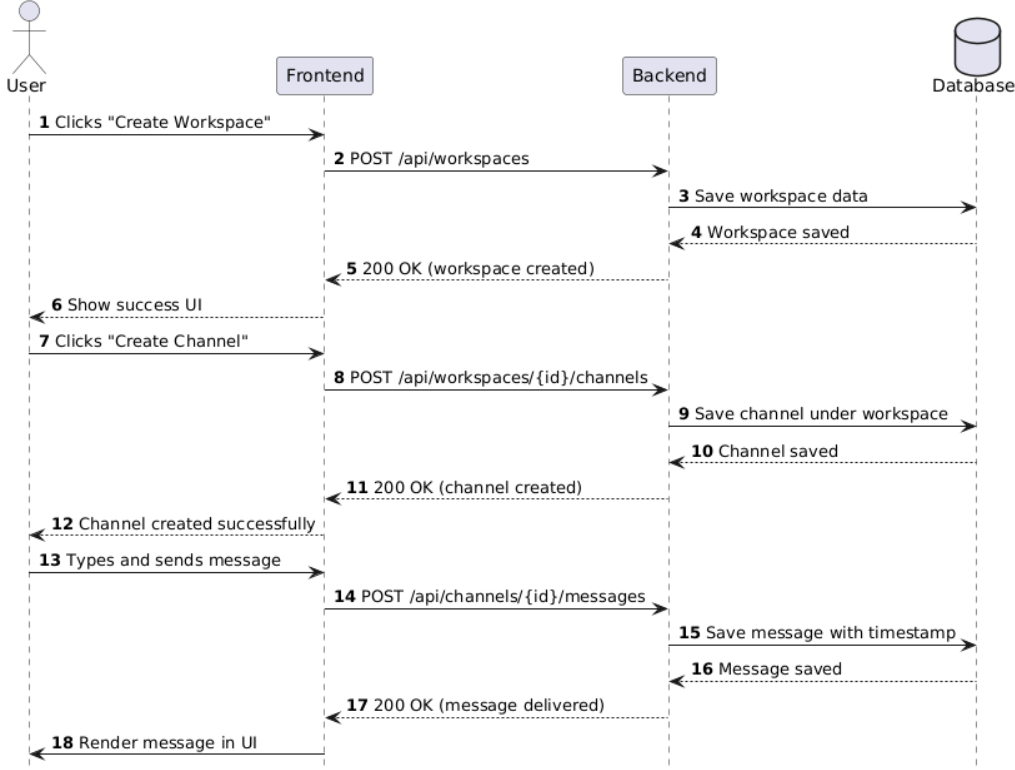 User
Frontend
Backend
Database
1 Clicks "Create Workspace"
2 POST /api/workspaces
3 Save workspace data
4 Workspace saved
5 200 OK (workspace created)
6 Show success UI
7 Clicks "Create Channel"
8 POST /api/workspaces/{id}/channels
9 Save channel under workspace
10 Channel saved
11 200 OK (channel created)
12 Channel created successfully
13 Types and sends message
14 POST /api/channels/{id}/messages
15 Save message with timestamp
16 Message saved
17 200 OK (message delivered)
18 Render message in UI